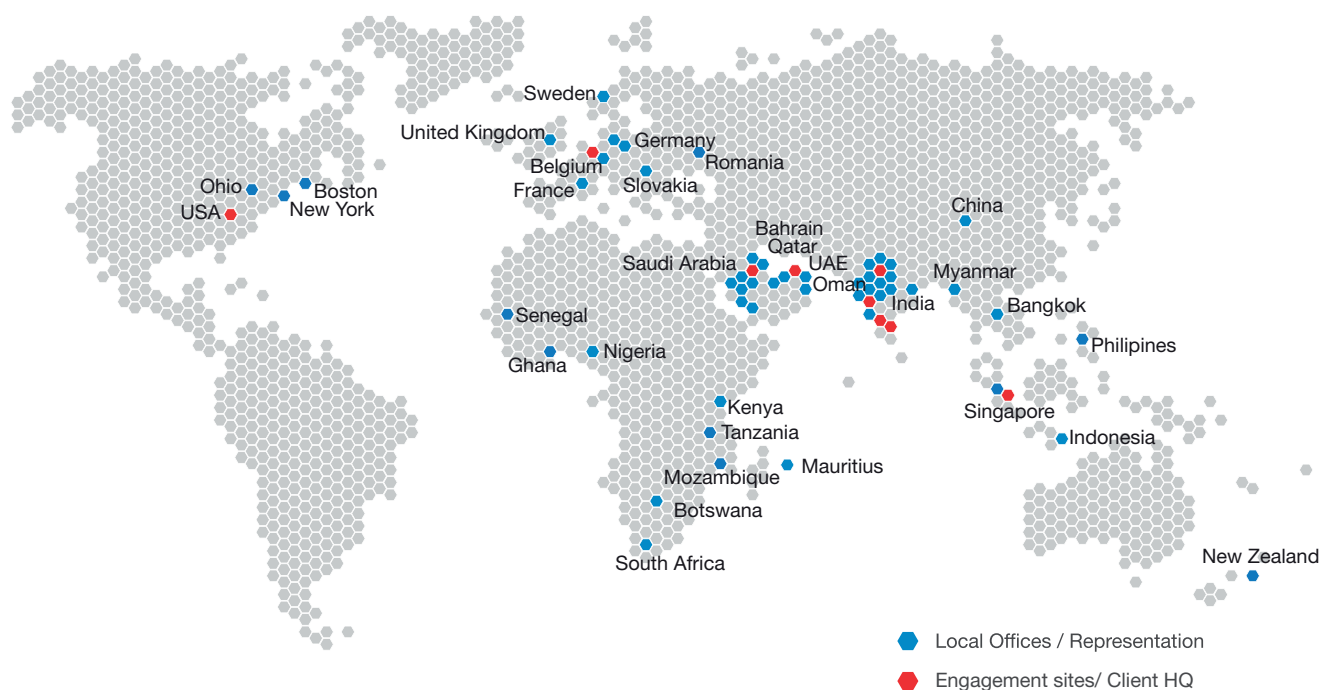 Sweden
United Kingdom
Germany
Belgium
Romania
France
Slovakia
Ohio
Boston
New York
USA
China
Bahrain
Qatar
Saudi Arabia
UAE
Oman
Myanmar
India
Bangkok
Senegal
Philipines
Ghana
Nigeria
Kenya
Singapore
Tanzania
Indonesia
Mozambique
Mauritius
Botswana
South Africa
New Zealand
Local Offices / Representation
Engagement sites/ Client HQ